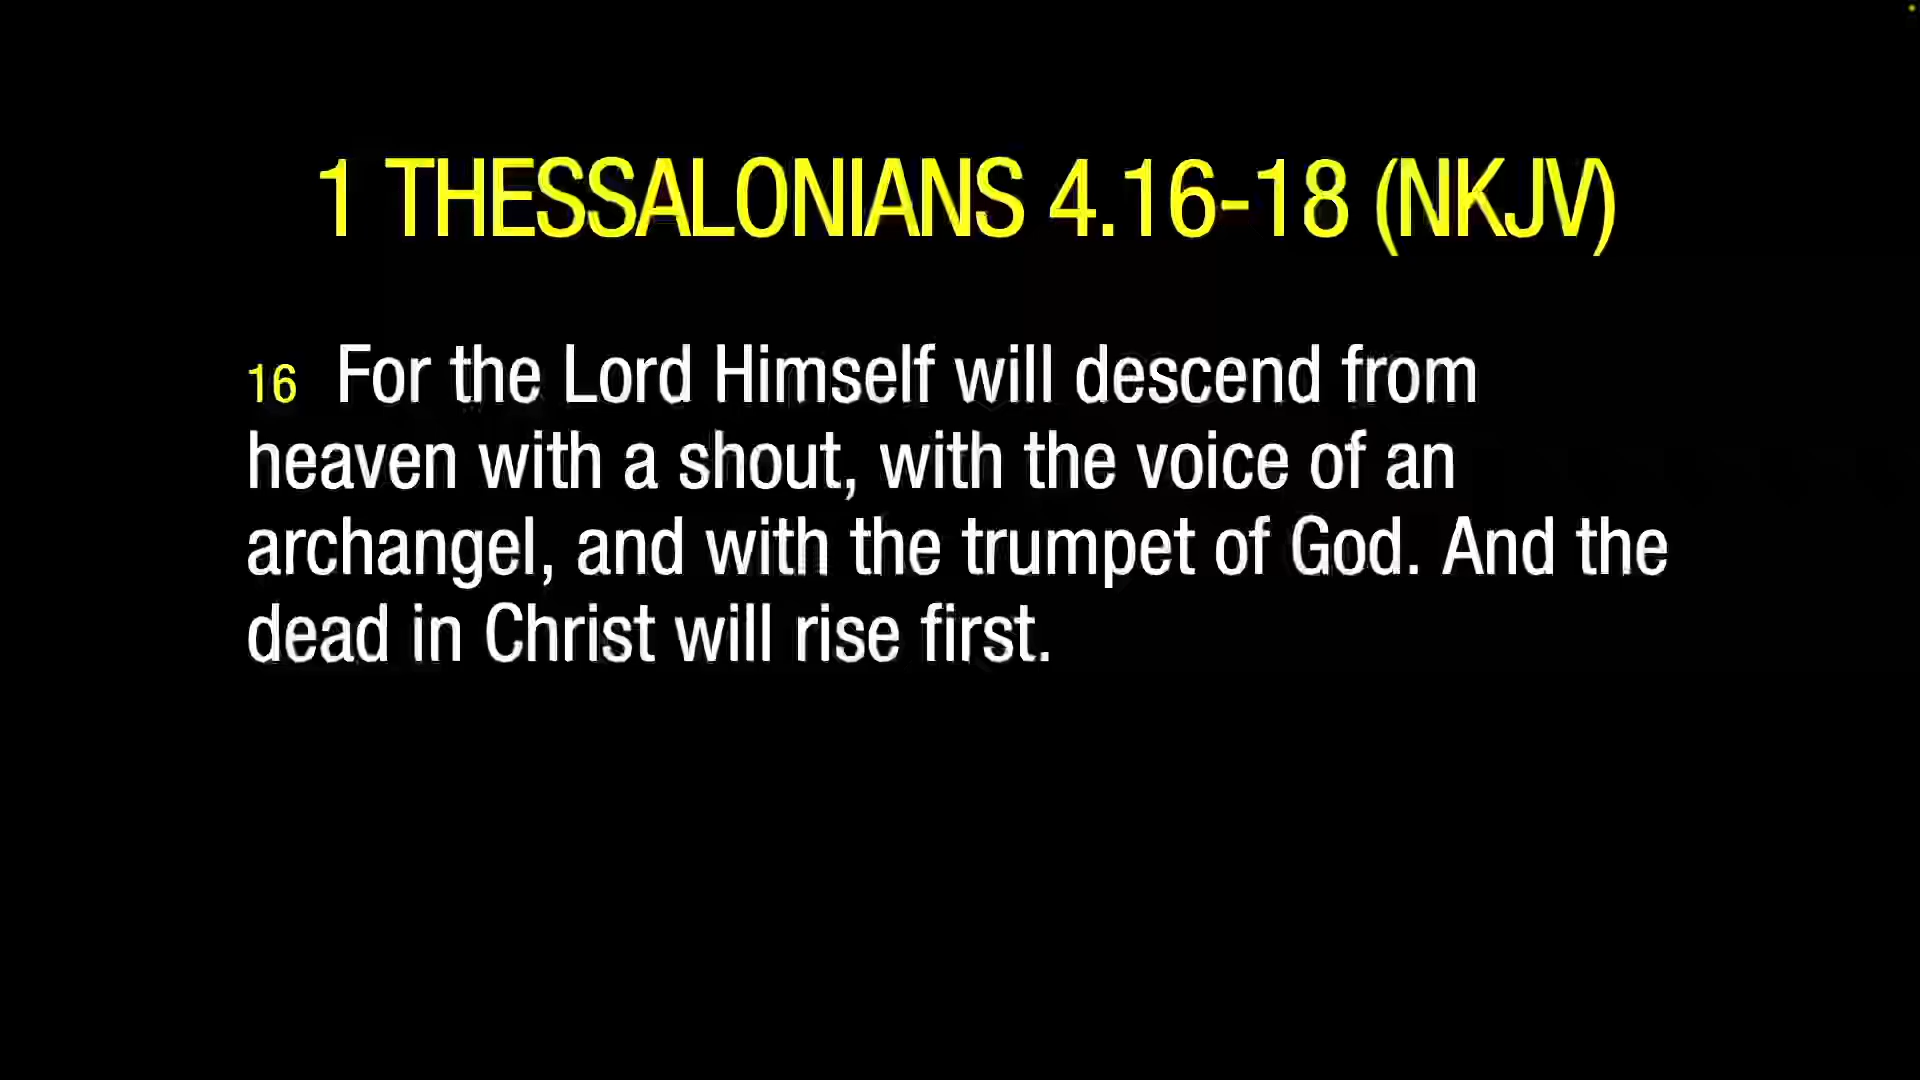 1 THESSALONIANS 4.16-18 (NKJV)
16 For the Lord Himself will descend from
heaven with a shout, with the voice of an
archangel, and with the trumpet of God. And the
dead in Christ will rise first.